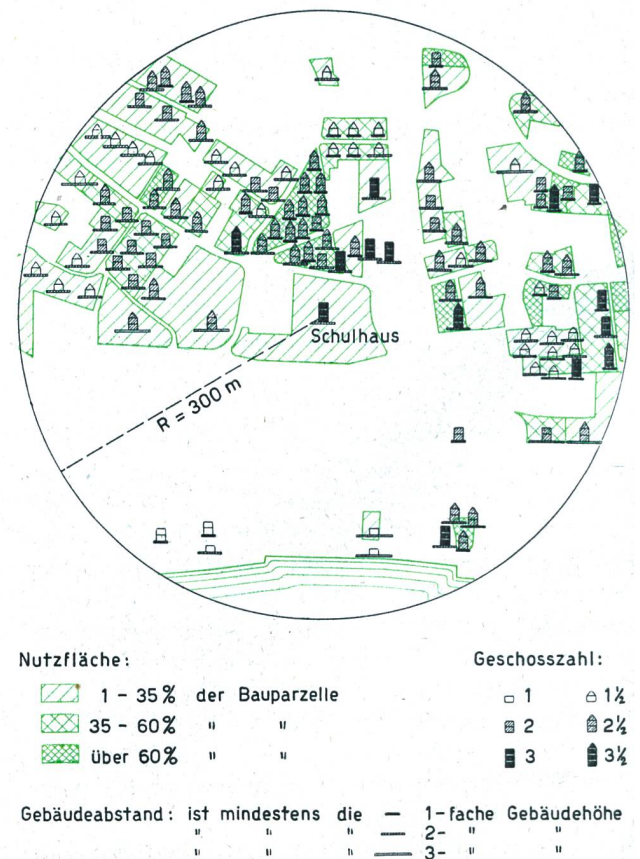 Schulhaus
R = 300 m
Nutzfläche:
1 - 35% der Bauparzelle
35 - 60% " "
über 60% " "
Geschosszahl:
1 1½
2 2½
3 3½
Gebäudeabstand: ist mindestens die 1-fache Gebäudehöhe
" " " 2- " "
" " " 3- " "